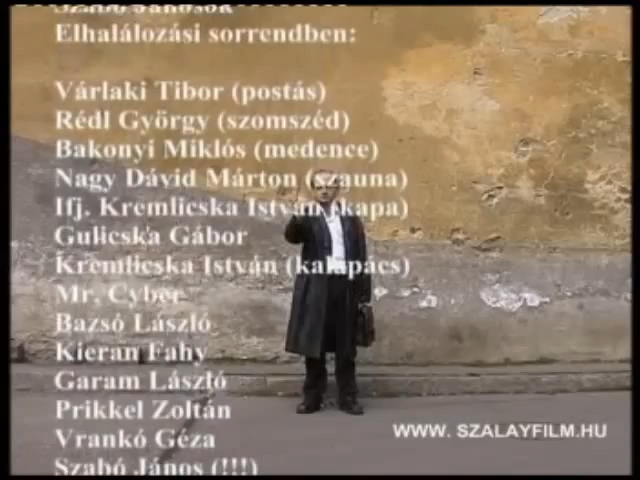 Szabó Jánosok
Elhalálozási sorrendben:
Várlaki Tibor (postás)
Rédl György (szomszéd)
Bakonyi Miklós (medence)
Nagy Dávid Márton (szauna)
Ifj. Kremlicska István (kapa)
Gulicska Gábor
Kremlicska István (kalapács)
Mr. Cyber
Bazsó László
Kieran Fahy
Garam László
Prikkel Zoltán
Vrankó Géza
WWW. SZALAYFILM.HU
Szabó János (!!!)